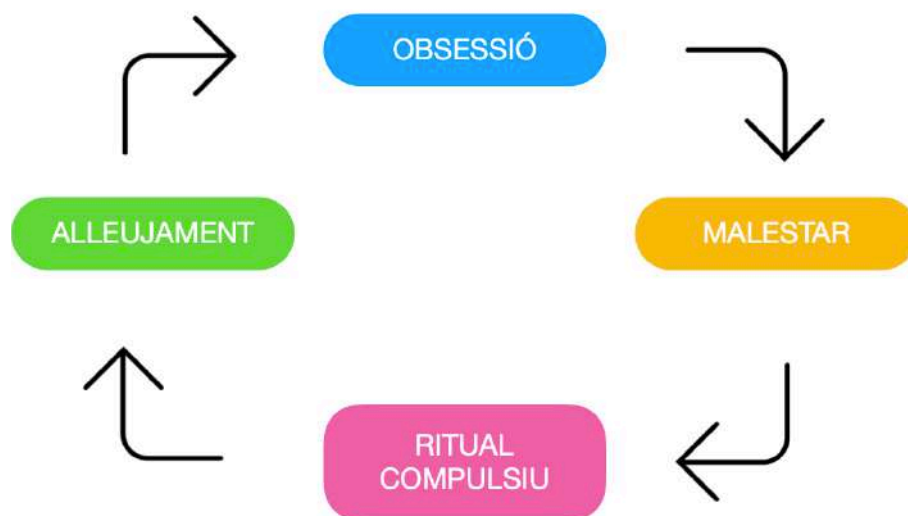 OBSESSIÓ
MALESTAR
RITUAL
COMPULSIU
ALLEUJAMENT